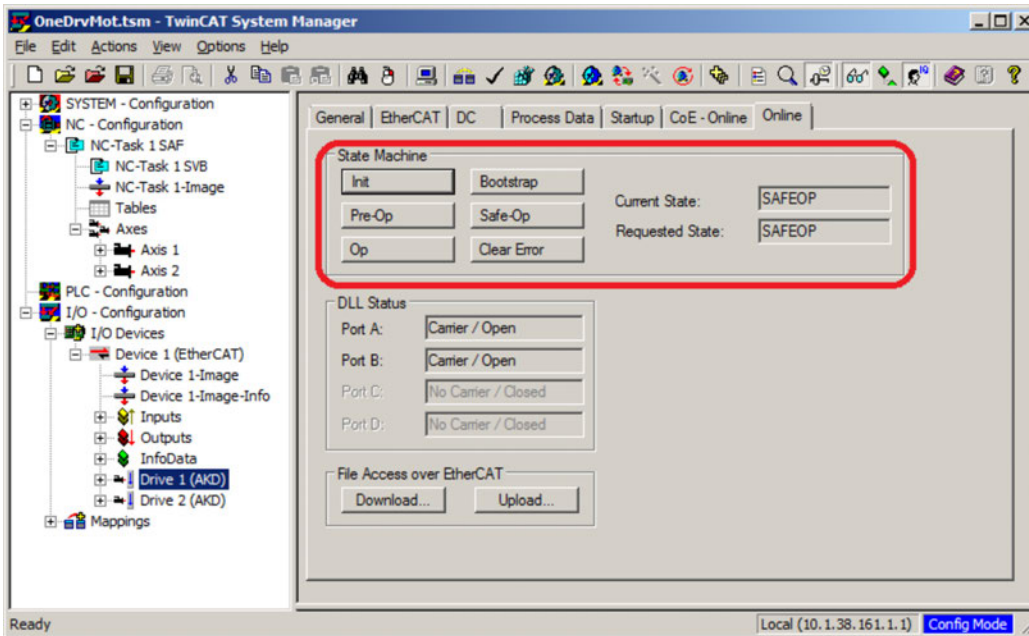 OneDrvMot.tsm - TwinCAT System Manager
File Edit Actions View Options Help
SYSTEM - Configuration
NC - Configuration
NC-Task 1 SAF
NC-Task 1 SVB
NC-Task 1-Image
Tables
Axes
Axis 1
Axis 2
PLC - Configuration
I/O - Configuration
I/O Devices
Device 1 (EtherCAT)
Device 1-Image
Device 1-Image-Info
Inputs
Outputs
InfoData
Drive 1 (AKD)
Drive 2 (AKD)
Mappings
General EtherCAT DC Process Data Startup CoE - Online Online
State Machine
Init Bootstrap
Pre-Op Safe-Op
Op Clear Error
Current State: SAFEOP
Requested State: SAFEOP
DLL Status
Port A: Carrier / Open
Port B: Carrier / Open
Port C: No Carrier / Closed
Port D: No Carrier / Closed
File Access over EtherCAT
Download... Upload...
Ready Local (10.1.38.161.1.1) Config Mode